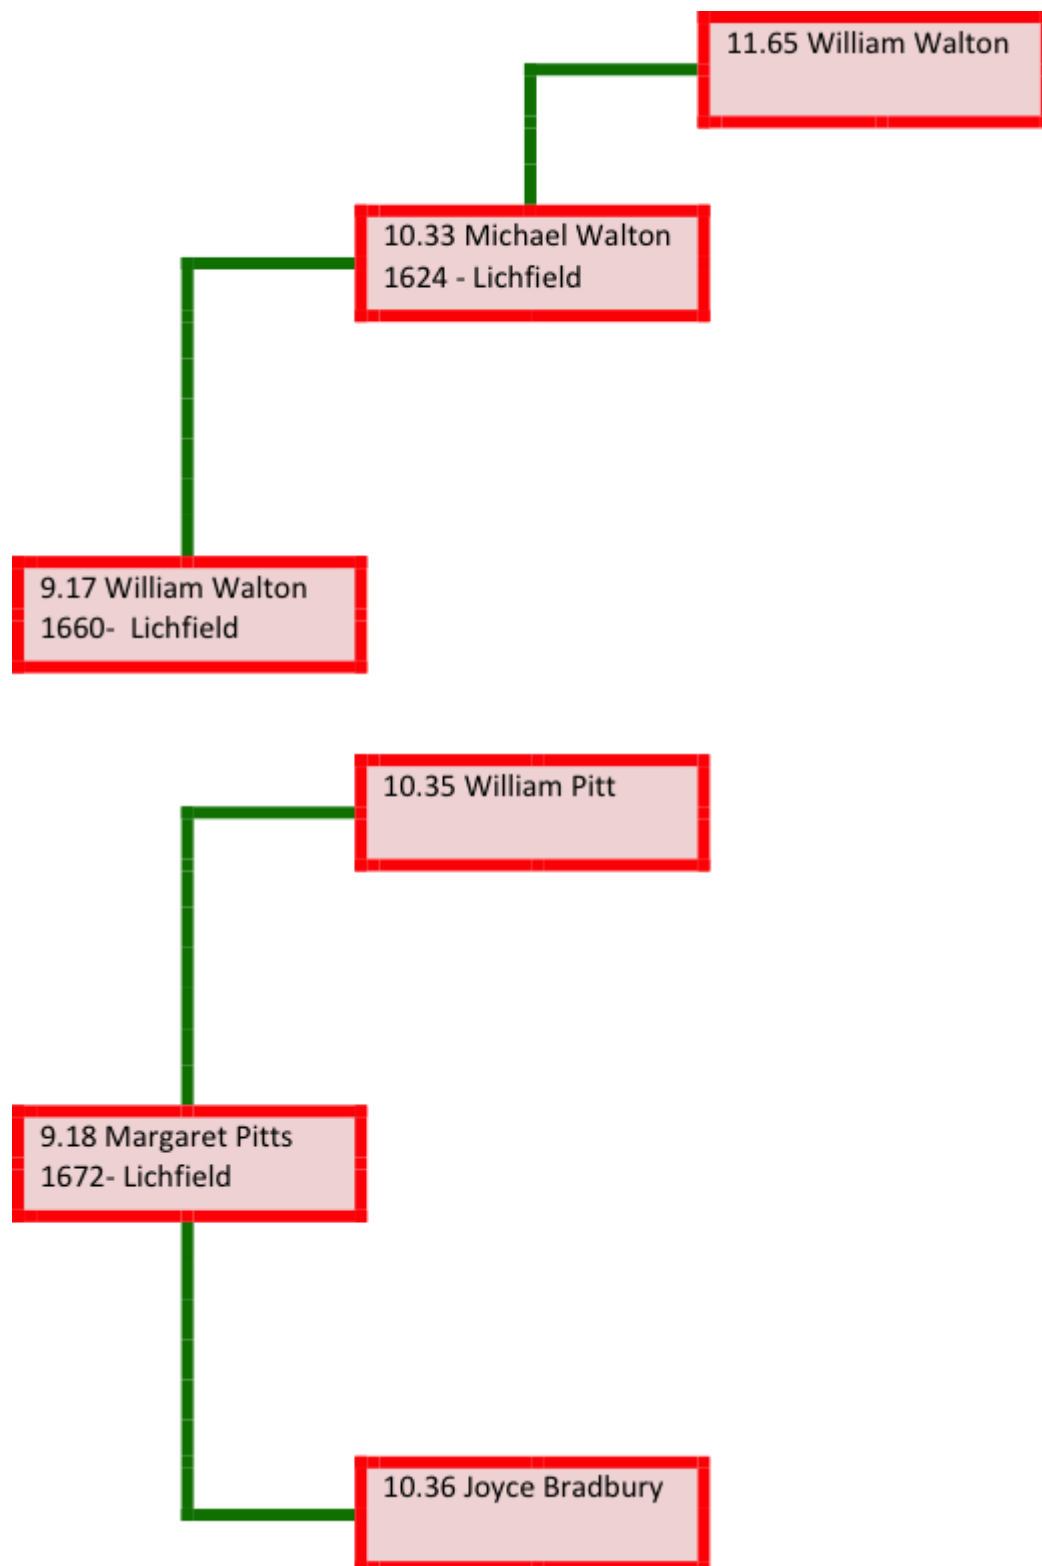 11.65 William Walton
10.33 Michael Walton
1624 - Lichfield
9.17 William Walton
1660-  Lichfield
10.35 William Pitt
9.18 Margaret Pitts
1672- Lichfield
10.36 Joyce Bradbury